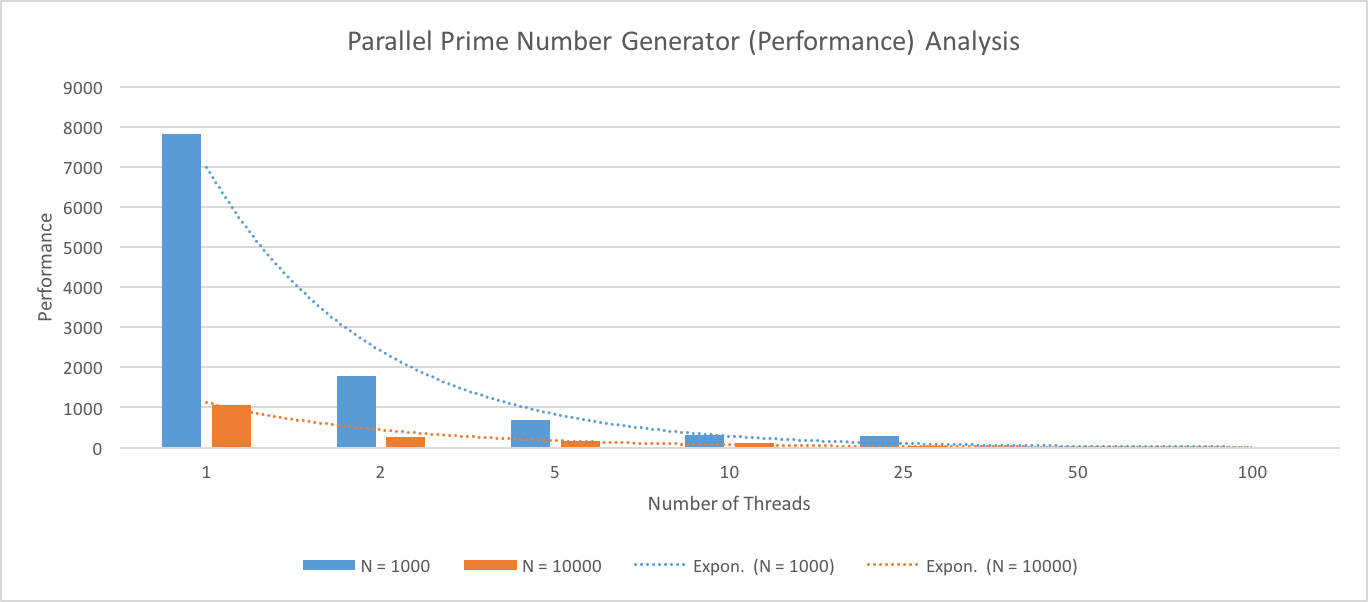 Parallel Prime Number Generator (Performance) Analysis
9000
8000
7000
6000
5000
4000
3000
2000
1000
0
Performance
1 2 5 10 25 50 100
Number of Threads
N = 1000 N = 10000 Expon. (N = 1000) Expon. (N = 10000)